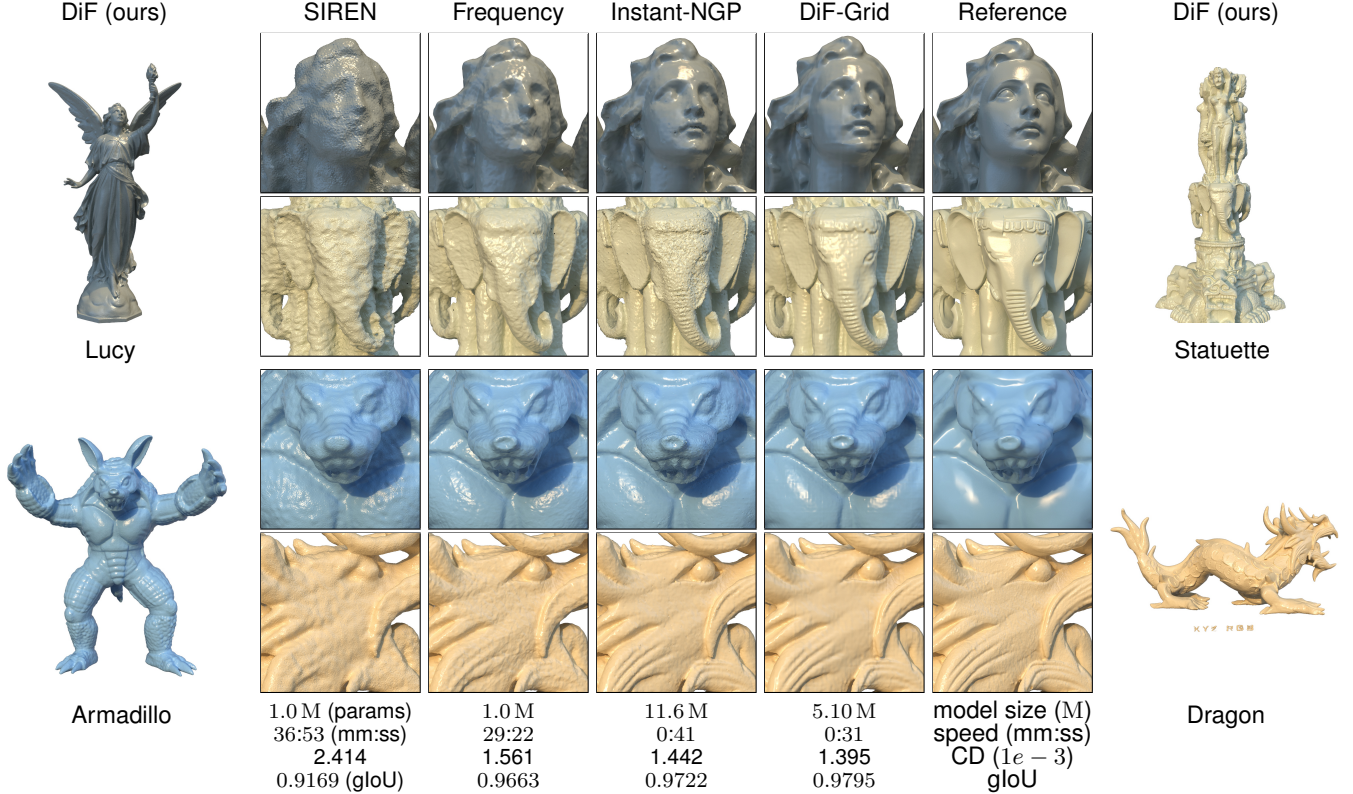 DiF (ours) SIREN Frequency Instant-NGP DiF-Grid Reference DiF (ours)
Lucy Statuette
Armadillo Dragon
1.0 M (params) 1.0 M 11.6 M 5.10 M model size (M)
36:53 (mm:ss) 29:22 0:41 0:31 speed (mm:ss)
2.414 1.561 1.442 1.395 CD (1e − 3)
0.9169 (gIoU) 0.9663 0.9722 0.9795 gIoU